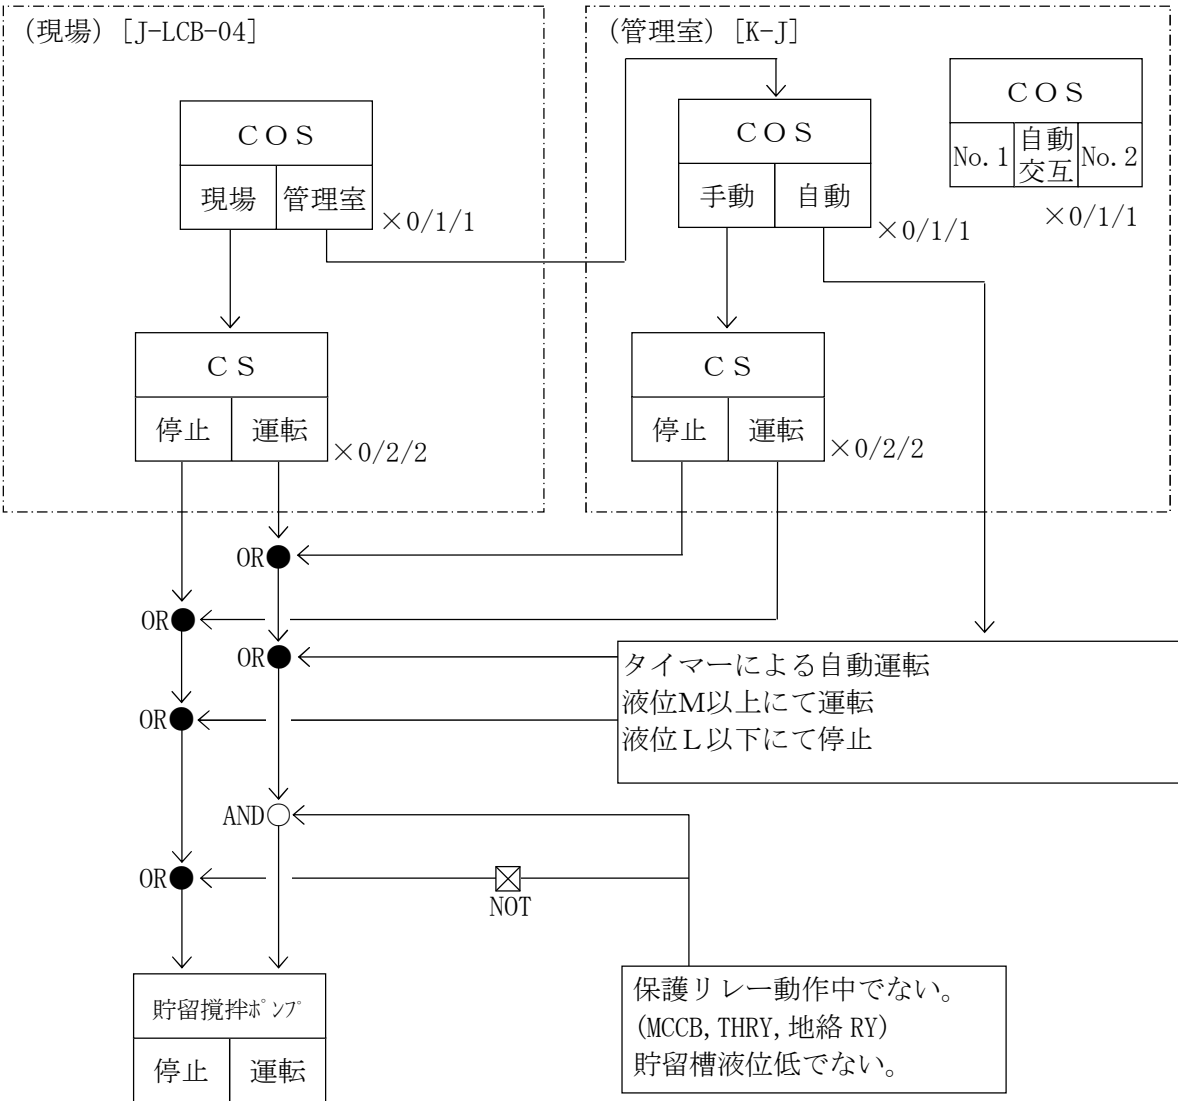 (現場) [J-LCB-04]
COS
現場 管理室
×0/1/1
CS
停止 運転
×0/2/2
(管理室) [K-J]
COS
手動 自動
×0/1/1
COS
No.1 自動交互 No.2
×0/1/1
CS
停止 運転
×0/2/2
OR
OR
OR
OR
タイマーによる自動運転
液位M以上にて運転
液位L以下にて停止
AND
OR
NOT
貯留撹拌ポンプ
停止 運転
保護リレー動作中でない。
(MCCB,THRY,地絡RY)
貯留槽液位低でない。